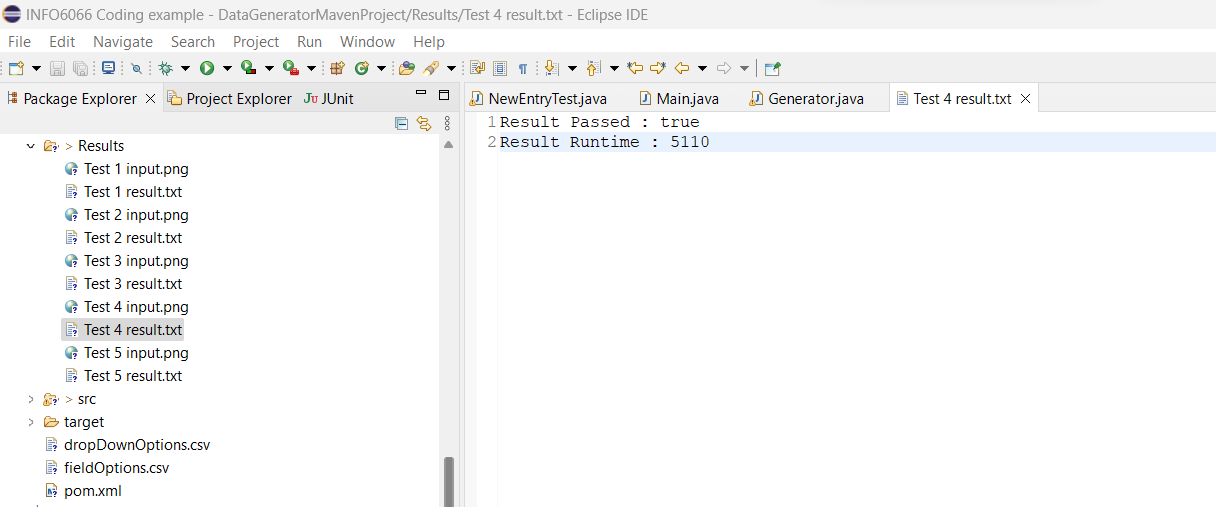 INFO6066 Coding example - DataGeneratorMavenProject/Results/Test 4 result.txt - Eclipse IDE
File Edit Navigate Search Project Run Window Help
Package Explorer Project Explorer JU JUnit
NewEntryTest.java Main.java Generator.java Test 4 result.txt
1 Result Passed : true
2 Result Runtime : 5110
> Results
Test 1 input.png
Test 1 result.txt
Test 2 input.png
Test 2 result.txt
Test 3 input.png
Test 3 result.txt
Test 4 input.png
Test 4 result.txt
Test 5 input.png
Test 5 result.txt
> src
target
dropDownOptions.csv
fieldOptions.csv
pom.xml